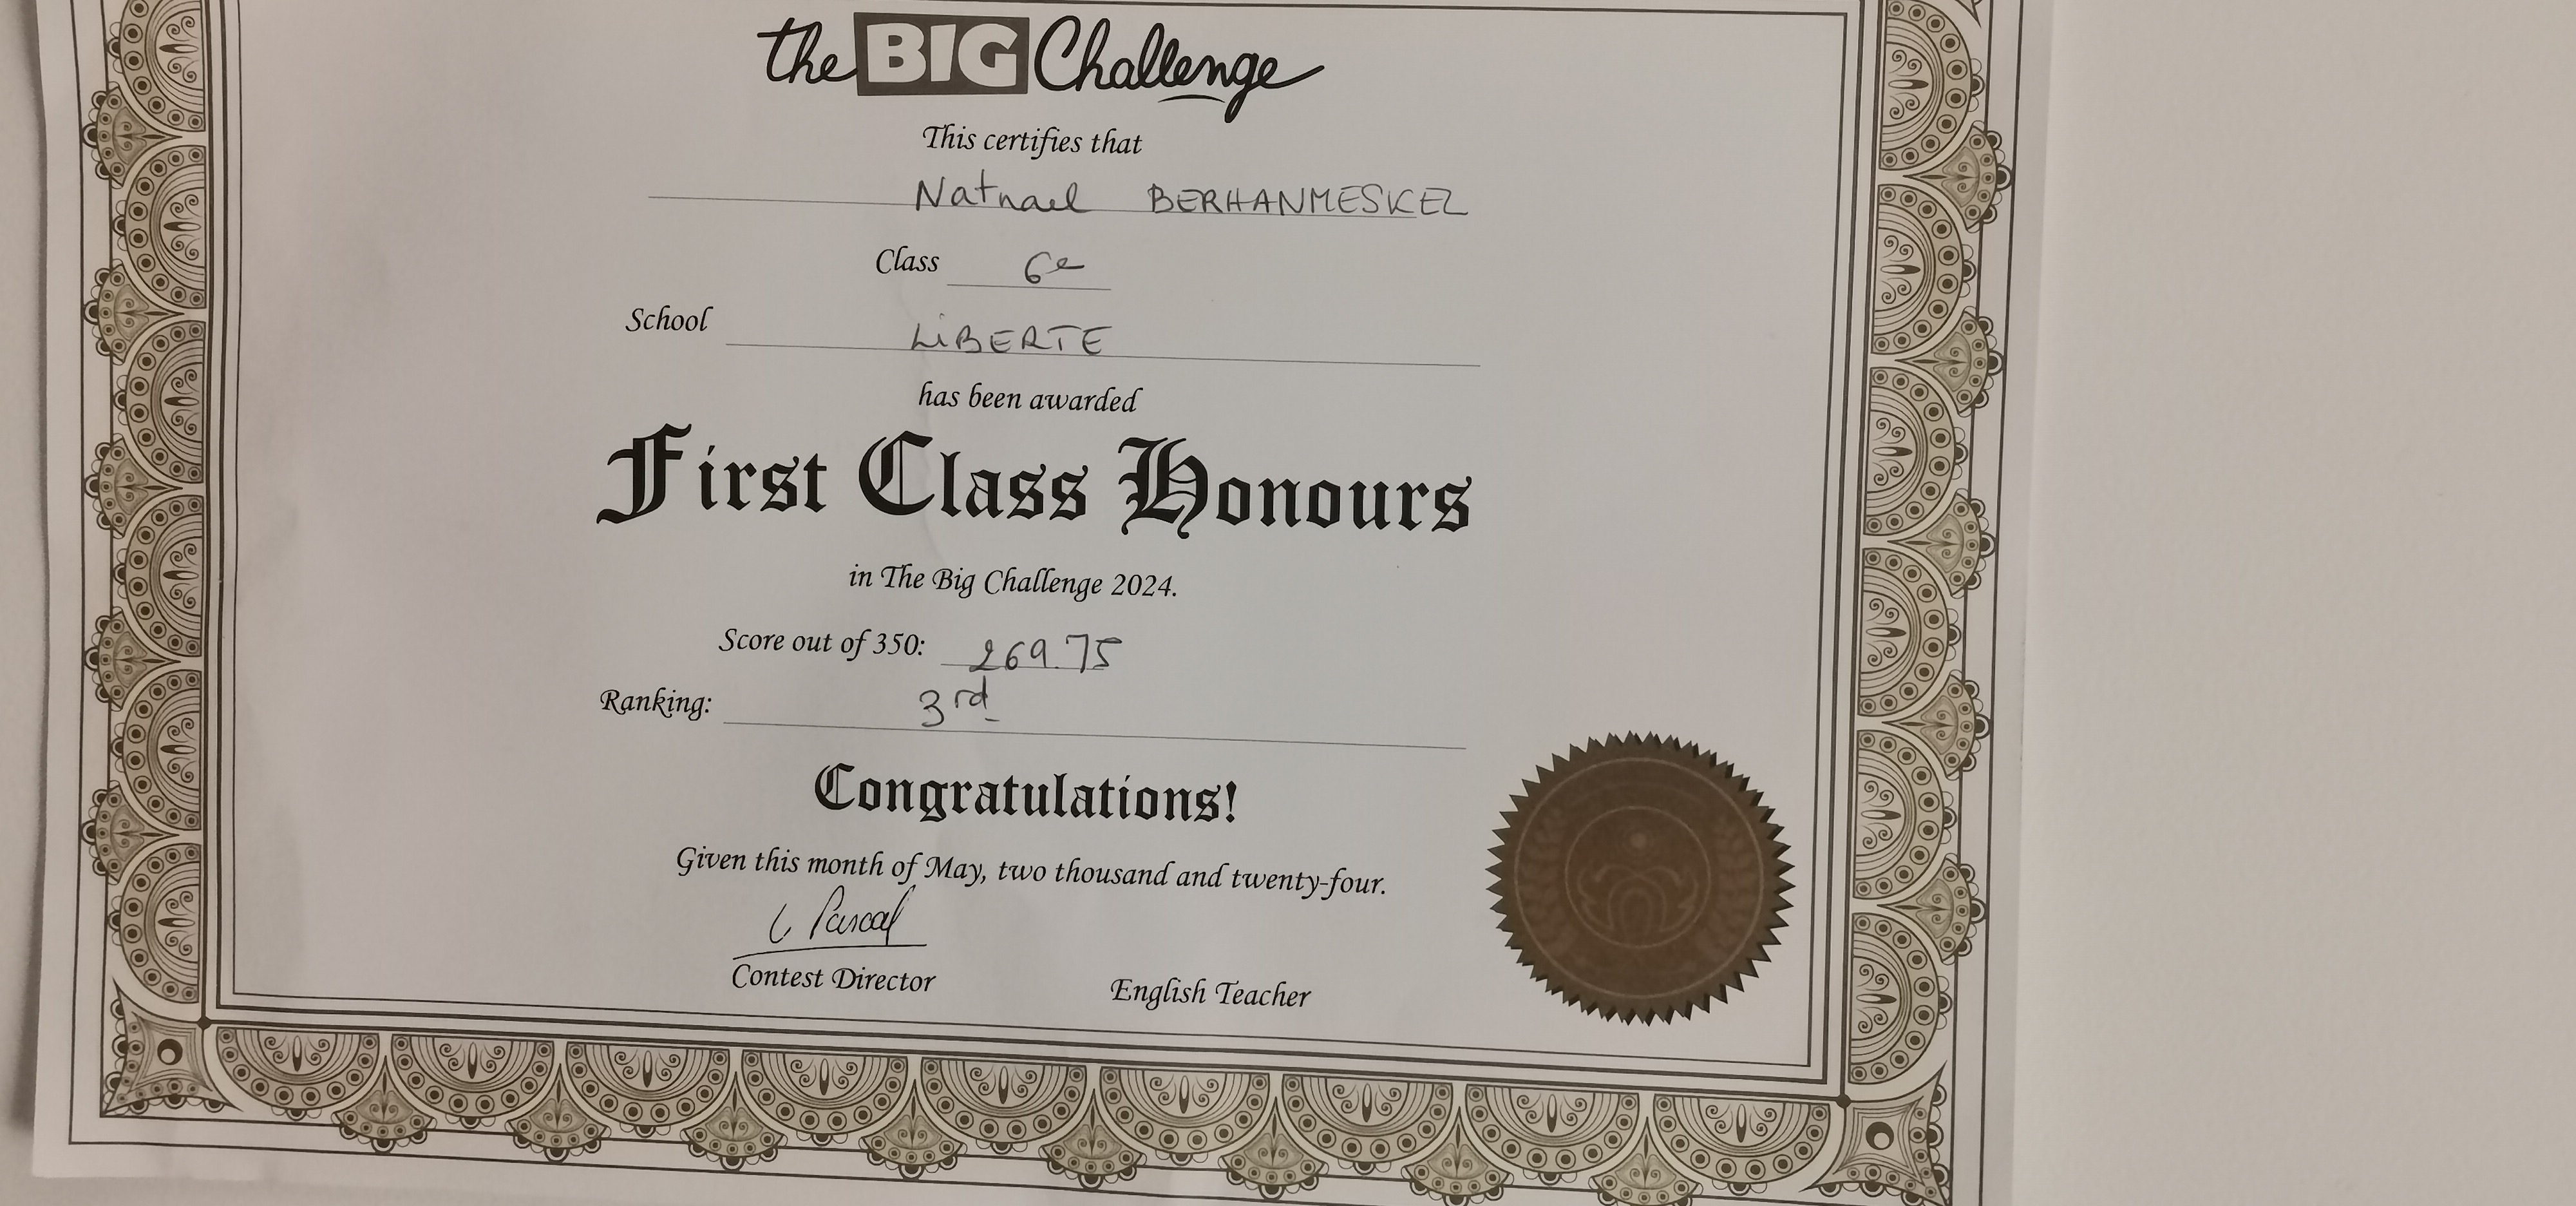 the BIG Challenge
This certifies that
Natnael BERHANMESKEL
Class 6e
School LiBERTE
has been awarded
First Class Honours
in The Big Challenge 2024.
Score out of 350: 269.75
Ranking: 3rd
Congratulations!
Given this month of May, two thousand and twenty-four.
Pascal
Contest Director English Teacher